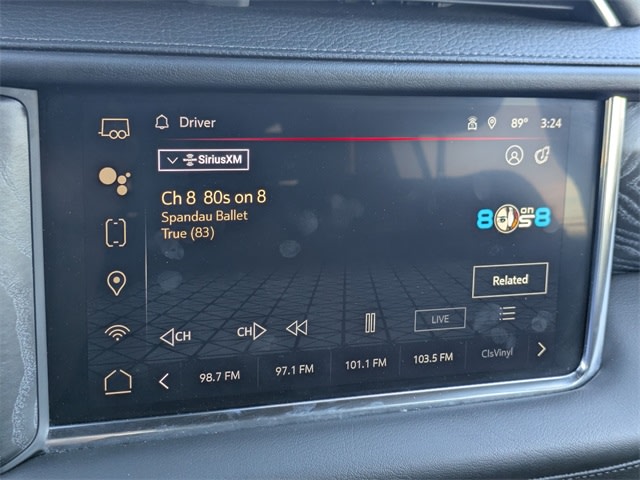 Driver
89° 3:24
SiriusXM
Ch 8 80s on 8
Spandau Ballet
True (83)
8 on 8
Related
CH
CH
LIVE
98.7 FM 97.1 FM 101.1 FM 103.5 FM ClsVinyl